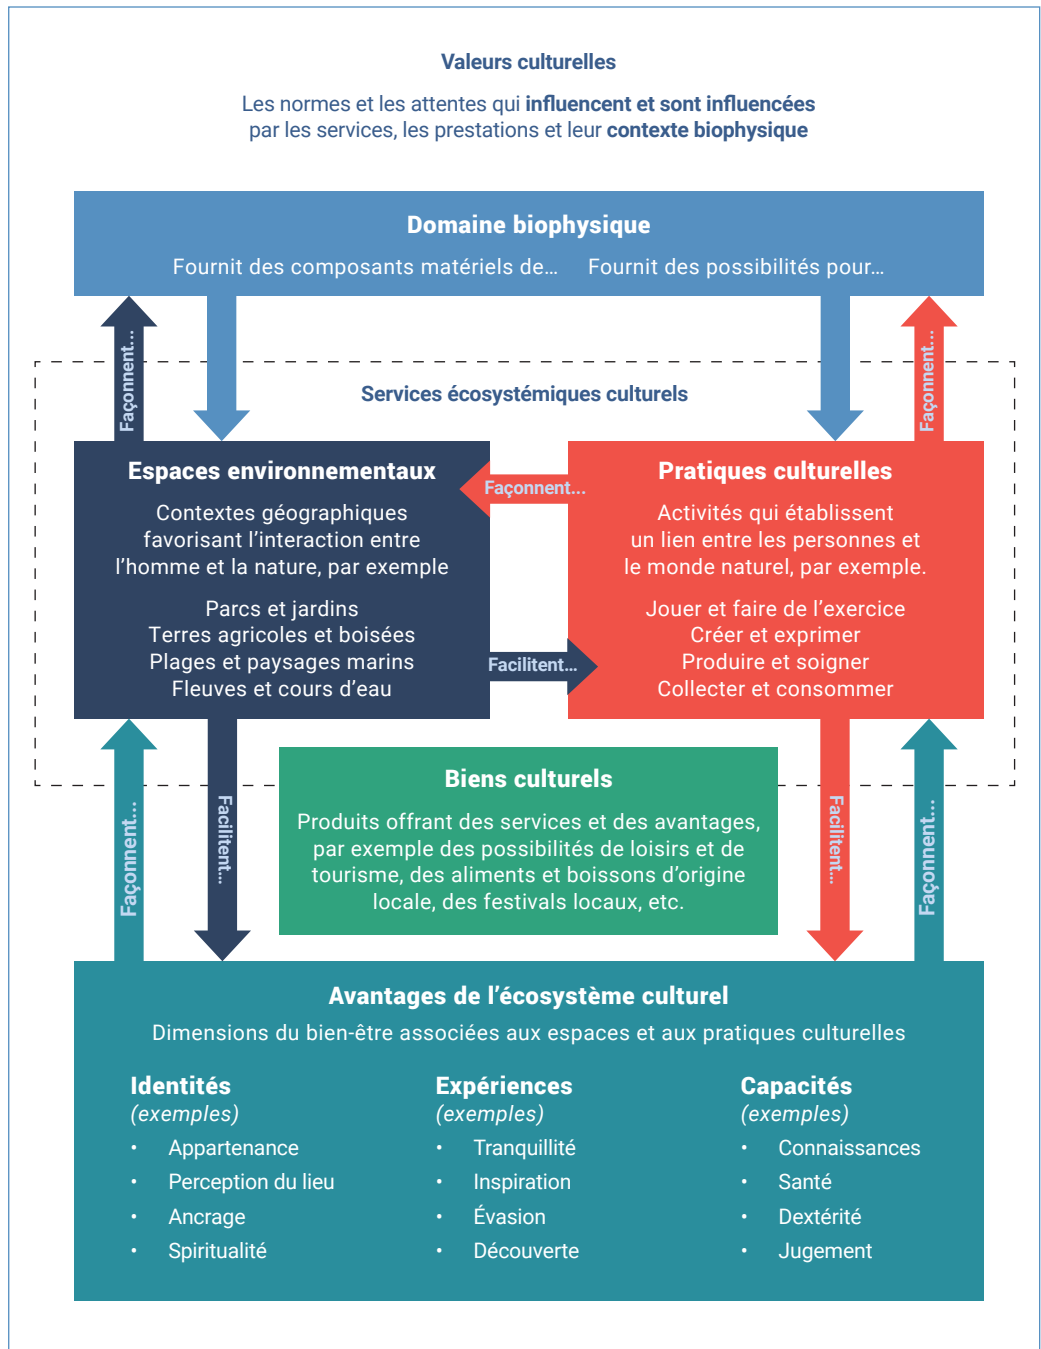 Valeurs culturelles
Les normes et les attentes qui influencent et sont influencées
par les services, les prestations et leur contexte biophysique
Domaine biophysique
Fournit des composants matériels de…
Fournit des possibilités pour…
Façonnent...
Façonnent...
Services écosystémiques culturels
Espaces environnementaux
Contextes géographiques
favorisant l’interaction entre
l’homme et la nature, par exemple
Parcs et jardins
Terres agricoles et boisées
Plages et paysages marins
Fleuves et cours d’eau
Façonnent...
Facilitent...
Pratiques culturelles
Activités qui établissent
un lien entre les personnes et
le monde naturel, par exemple.
Jouer et faire de l’exercice
Créer et exprimer
Produire et soigner
Collecter et consommer
Façonnent...
Facilitent...
Biens culturels
Produits offrant des services et des avantages,
par exemple des possibilités de loisirs et de
tourisme, des aliments et boissons d’origine
locale, des festivals locaux, etc.
Facilitent...
Façonnent...
Avantages de l’écosystème culturel
Dimensions du bien-être associées aux espaces et aux pratiques culturelles
Identités
(exemples)
• Appartenance
• Perception du lieu
• Ancrage
• Spiritualité
Expériences
(exemples)
• Tranquillité
• Inspiration
• Évasion
• Découverte
Capacités
(exemples)
• Connaissances
• Santé
• Dextérité
• Jugement